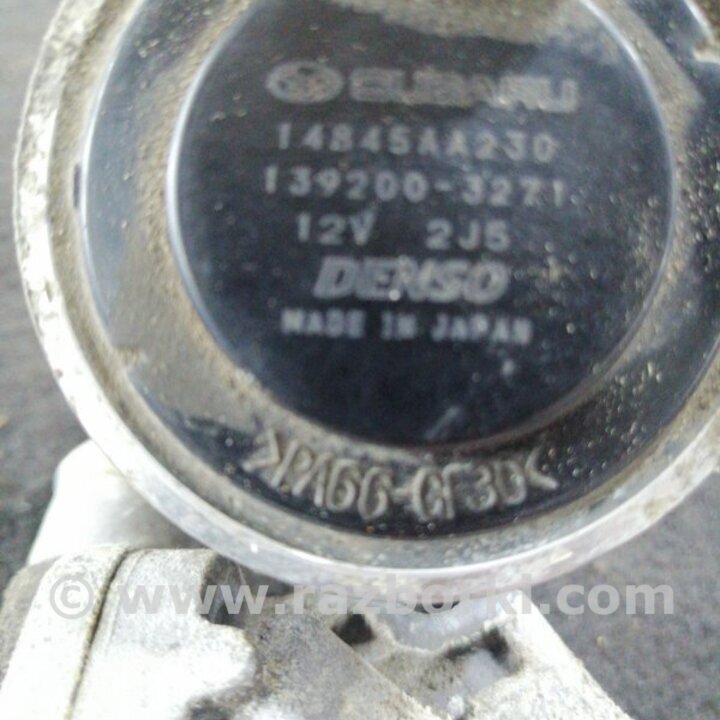 SUBARU
14845AA230
139200-3271
12V 2J5
DENSO
MADE IN JAPAN
>PA66-GF30<
© www.razborki.com